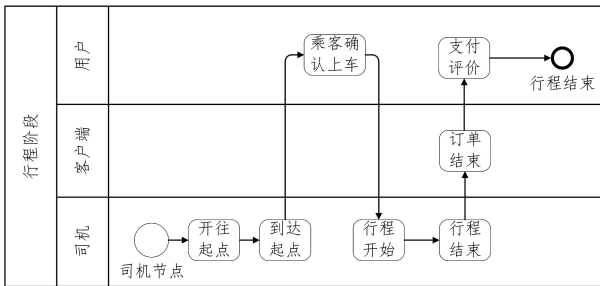 行程阶段
用户
乘客确
认上车
支付
评价
行程结束
客户端
订单
结束
司机
司机节点
开往
起点
到达
起点
行程
开始
行程
结束